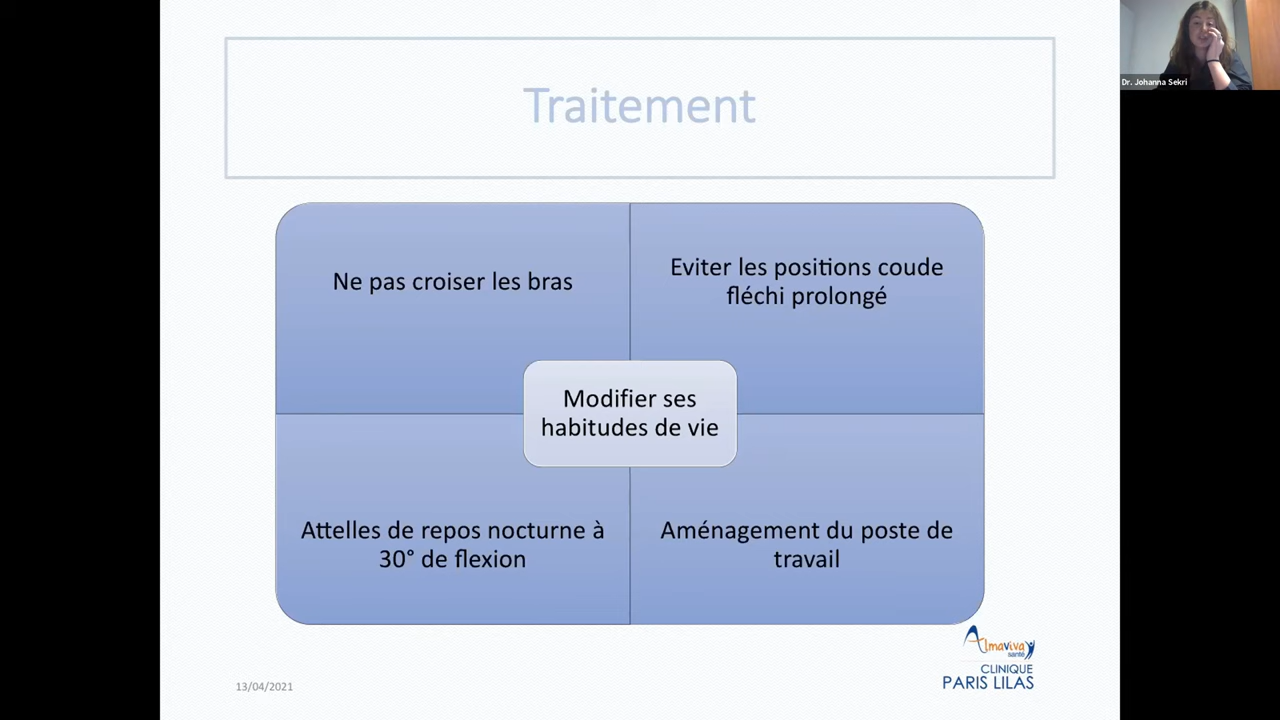 Dr. Johanna Sekri
Traitement
Ne pas croiser les bras
Eviter les positions coude
fléchi prolongé
Modifier ses
habitudes de vie
Attelles de repos nocturne à
30° de flexion
Aménagement du poste de
travail
Almaviva
santé
CLINIQUE
PARIS LILAS
13/04/2021